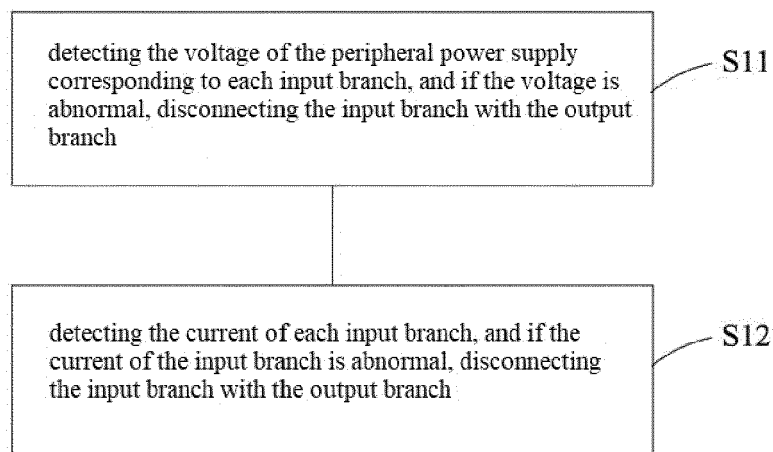 detecting the voltage of the peripheral power supply
corresponding to each input branch, and if the voltage is
abnormal, disconnecting the input branch with the output
branch
S11
detecting the current of each input branch, and if the
current of the input branch is abnormal, disconnecting
the input branch with the output branch
S12